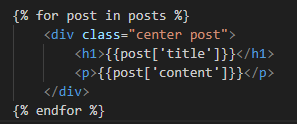 {% for post in posts %}
<div class="center post">
<h1>{{post['title']}}</h1>
<p>{{post['content']}}</p>
</div>
{% endfor %}